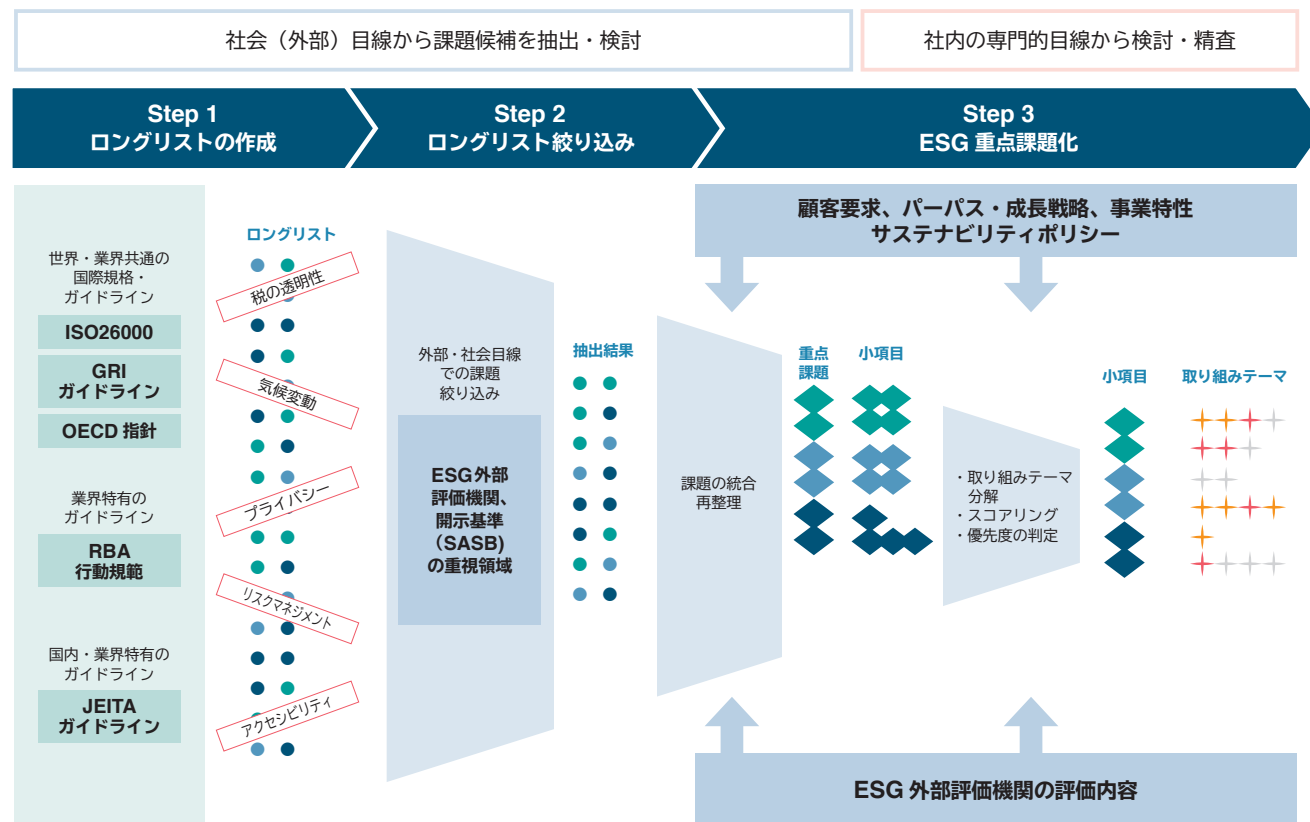 社会（外部）目線から課題候補を抽出・検討
社内の専門的目線から検討・精査
Step 1
ロングリストの作成
Step 2
ロングリスト絞り込み
Step 3
ESG 重点課題化
世界・業界共通の
国際規格・
ガイドライン
ISO26000
GRI
ガイドライン
OECD 指針
業界特有の
ガイドライン
RBA
行動規範
国内・業界特有の
ガイドライン
JEITA
ガイドライン
ロングリスト
税の透明性
気候変動
プライバシー
リスクマネジメント
アクセシビリティ
外部・社会目線
での課題
絞り込み
ESG外部
評価機関、
開示基準
（SASB)
の重視領域
抽出結果
顧客要求、パーパス・成長戦略、事業特性
サステナビリティポリシー
課題の統合
再整理
重点
課題
小項目
・取り組みテーマ
分解
・スコアリング
・優先度の判定
小項目
取り組みテーマ
ESG 外部評価機関の評価内容